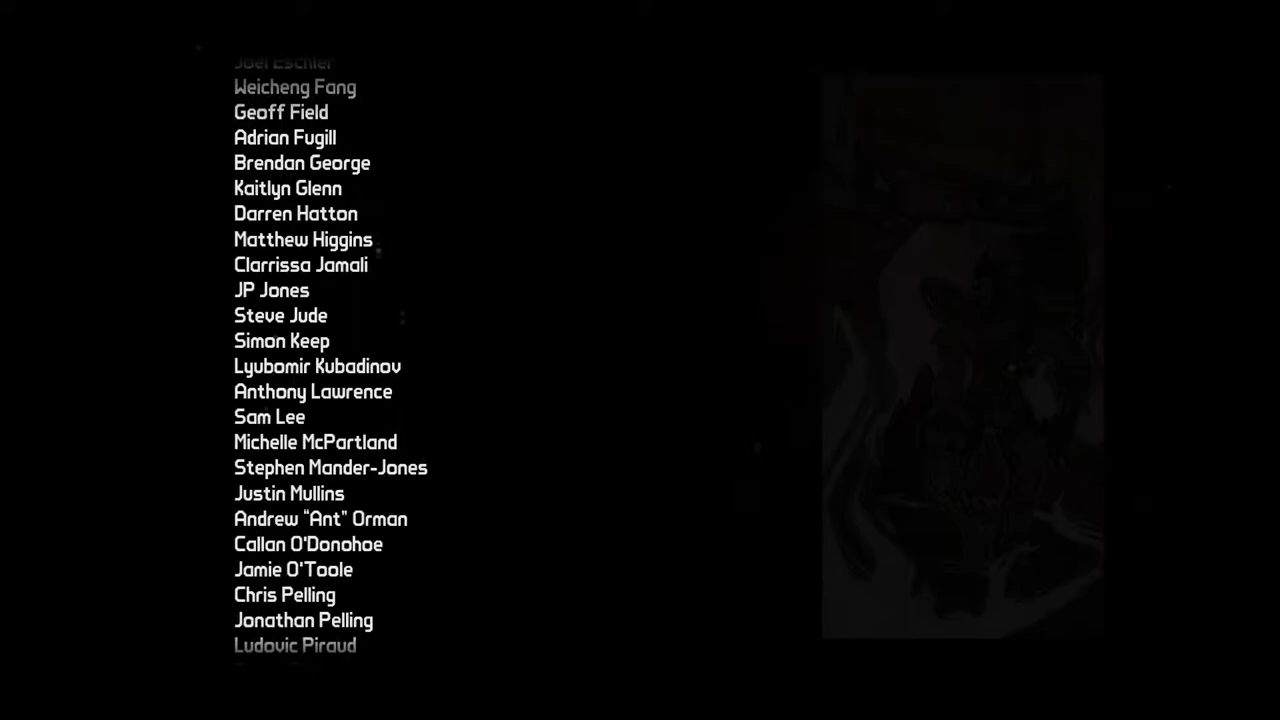 Joel Eschler
Weicheng Fang
Geoff Field
Adrian Fugill
Brendan George
Kaitlyn Glenn
Darren Hatton
Matthew Higgins
Clarrissa Jamali
JP Jones
Steve Jude
Simon Keep
Lyubomir Kubadinov
Anthony Lawrence
Sam Lee
Michelle McPartland
Stephen Mander-Jones
Justin Mullins
Andrew “Ant” Orman
Callan O'Donohoe
Jamie O'Toole
Chris Pelling
Jonathan Pelling
Ludovic Piraud